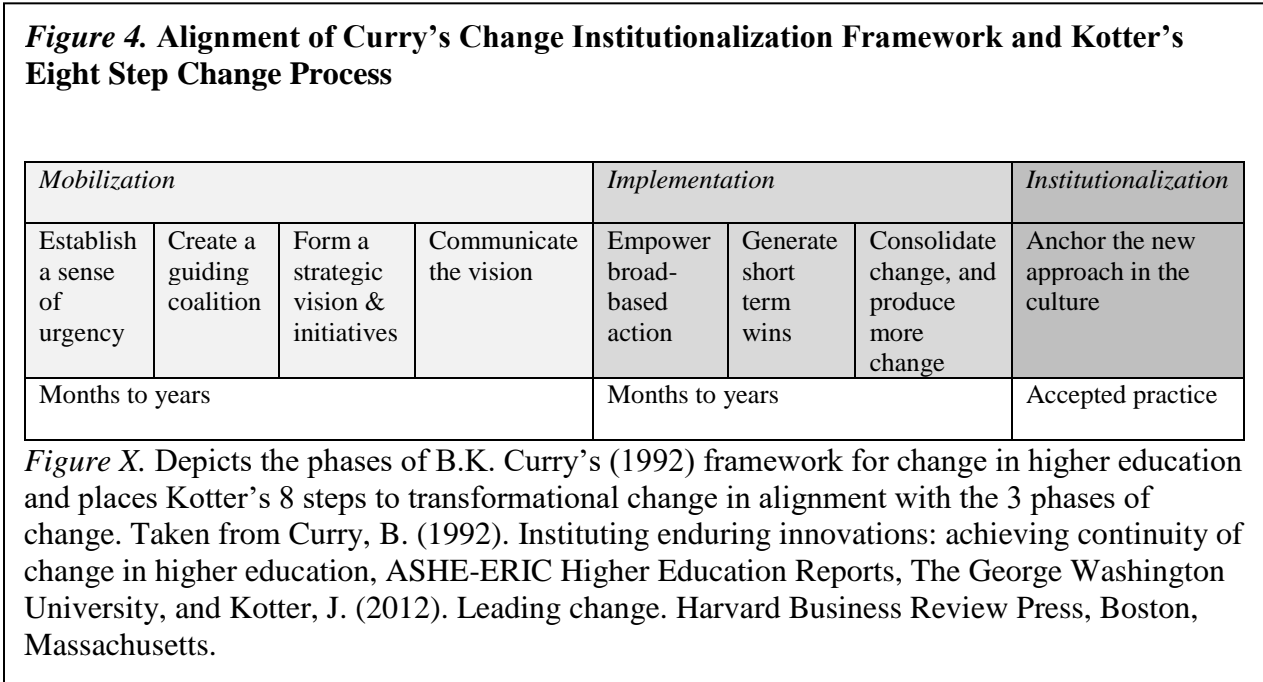 Figure 4. Alignment of Curry's Change Institutionalization Framework and Kotter's
Eight Step Change Process
Mobilization
Implementation
Institutionalization
Establish
a sense
of
urgency
Create a
guiding
coalition
Form a
strategic
vision &
initiatives
Communicate
the vision
Empower
broad-
based
action
Generate
short
term
wins
Consolidate
change, and
produce
more
change
Anchor the new
approach in the
culture
Months to years
Months to years
Accepted practice
Figure X. Depicts the phases of B.K. Curry's (1992) framework for change in higher education
and places Kotter's 8 steps to transformational change in alignment with the 3 phases of
change. Taken from Curry, B. (1992). Instituting enduring innovations: achieving continuity of
change in higher education, ASHE-ERIC Higher Education Reports, The George Washington
University, and Kotter, J. (2012). Leading change. Harvard Business Review Press, Boston,
Massachusetts.